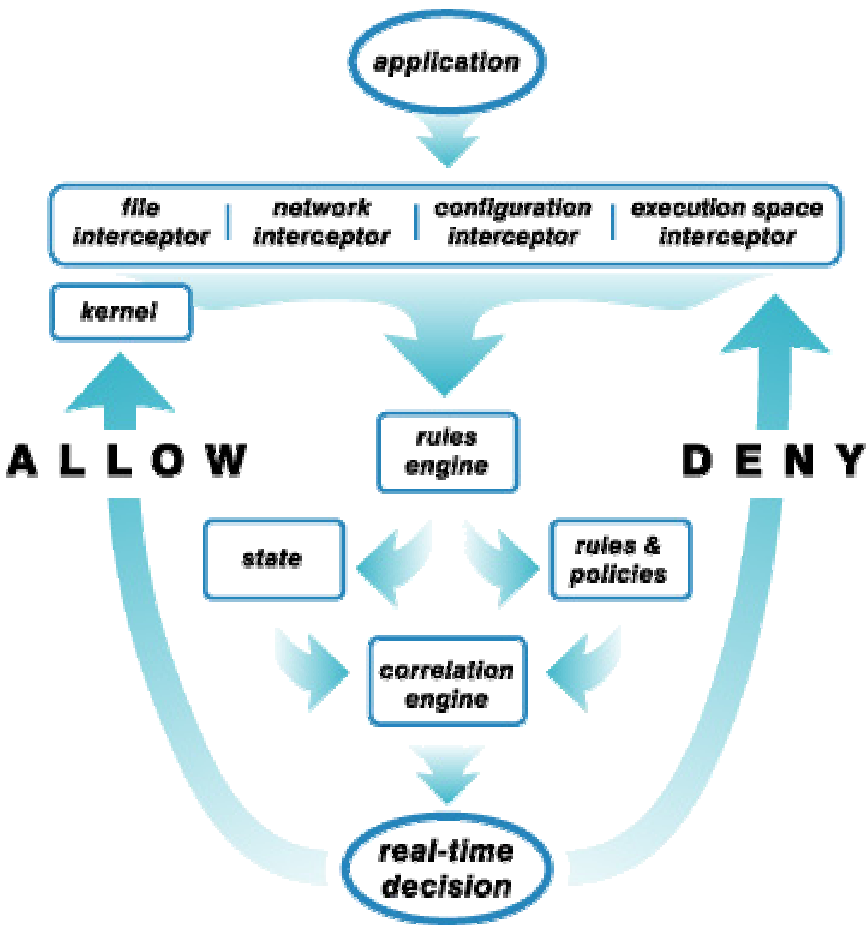 application
file
interceptor
network
interceptor
configuration
interceptor
execution space
interceptor
kernel
rules
engine
ALLOW
DENY
state
rules &
policies
correlation
engine
real-time
decision